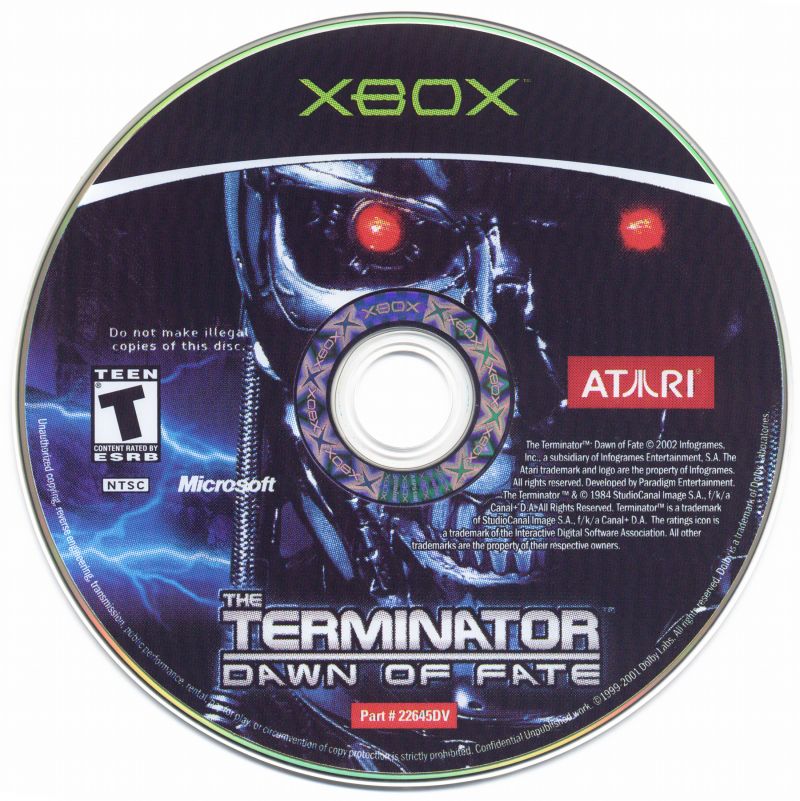 XBOX™
XBOX
Do not make illegal
copies of this disc.
TEEN
T
CONTENT RATED BY
ESRB
NTSC
Microsoft
ATARI
The Terminator™: Dawn of Fate © 2002 Infogrames,
Inc., a subsidiary of Infogrames Entertainment, S.A. The
Atari trademark and logo are the property of Infogrames.
All rights reserved. Developed by Paradigm Entertainment.
The Terminator™ & © 1984 StudioCanal Image S.A., f/k/a
Canal+ D.A. All Rights Reserved. Terminator™ is a trademark
of StudioCanal Image S.A., f/k/a Canal+ D.A. The ratings icon is
a trademark of the Interactive Digital Software Association. All other
trademarks are the property of their respective owners.
THE
TERMINATOR™
DAWN OF FATE
Part # 22645DV
Unauthorized copying, reverse engineering, transmission, public performance, rental, for play, or circumvention of copy protection is strictly prohibited. Confidential Unpublished work. ©1999-2001 Dolby Labs. All rights reserved. Dolby is a trademark of Dolby Laboratories.